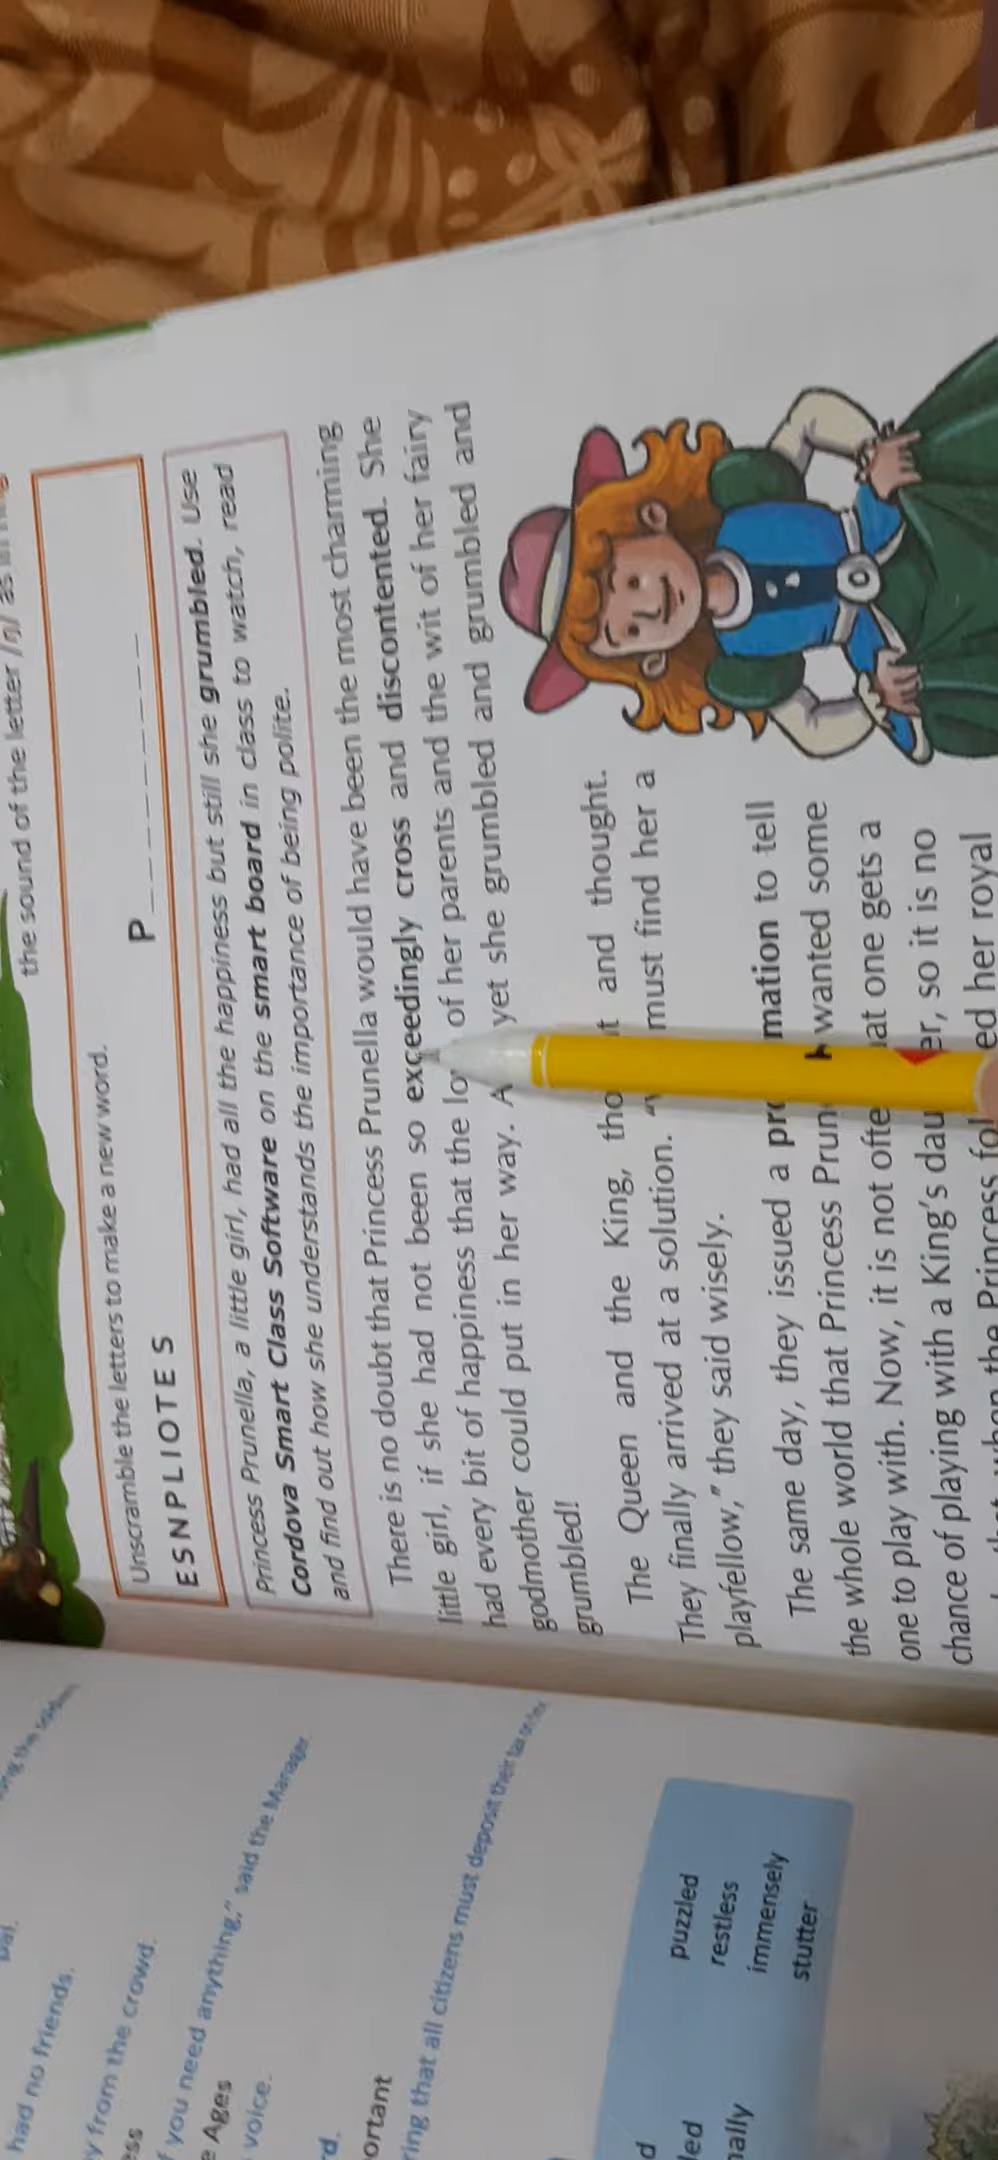 the sound of the letter /n/ as in
Unscramble the letters to make a new word.
E S N P L I O T E S P _ _ _ _ _ _ _ _ _
Princess Prunella, a little girl, had all the happiness but still she grumbled. Use
Cordova Smart Class Software on the smart board in class to watch, read
and find out how she understands the importance of being polite.
There is no doubt that Princess Prunella would have been the most charming
little girl, if she had not been so exceedingly cross and discontented. She
had every bit of happiness that the lo of her parents and the wit of her fairy
godmother could put in her way. A yet she grumbled and grumbled and
grumbled!
The Queen and the King, tho t and thought.
They finally arrived at a solution. must find her a
playfellow," they said wisely.
The same day, they issued a pro mation to tell
the whole world that Princess Prun wanted some
one to play with. Now, it is not ofte at one gets a
chance of playing with a King's dau er, so it is no
when the Princess fol ed her royal
had no friends.
y from the crowd.
ess
f you need anything," said the Manager
e Ages
voice.
rd.
ortant
ring that all citizens must deposit their
d puzzled
led restless
nally immensely
stutter